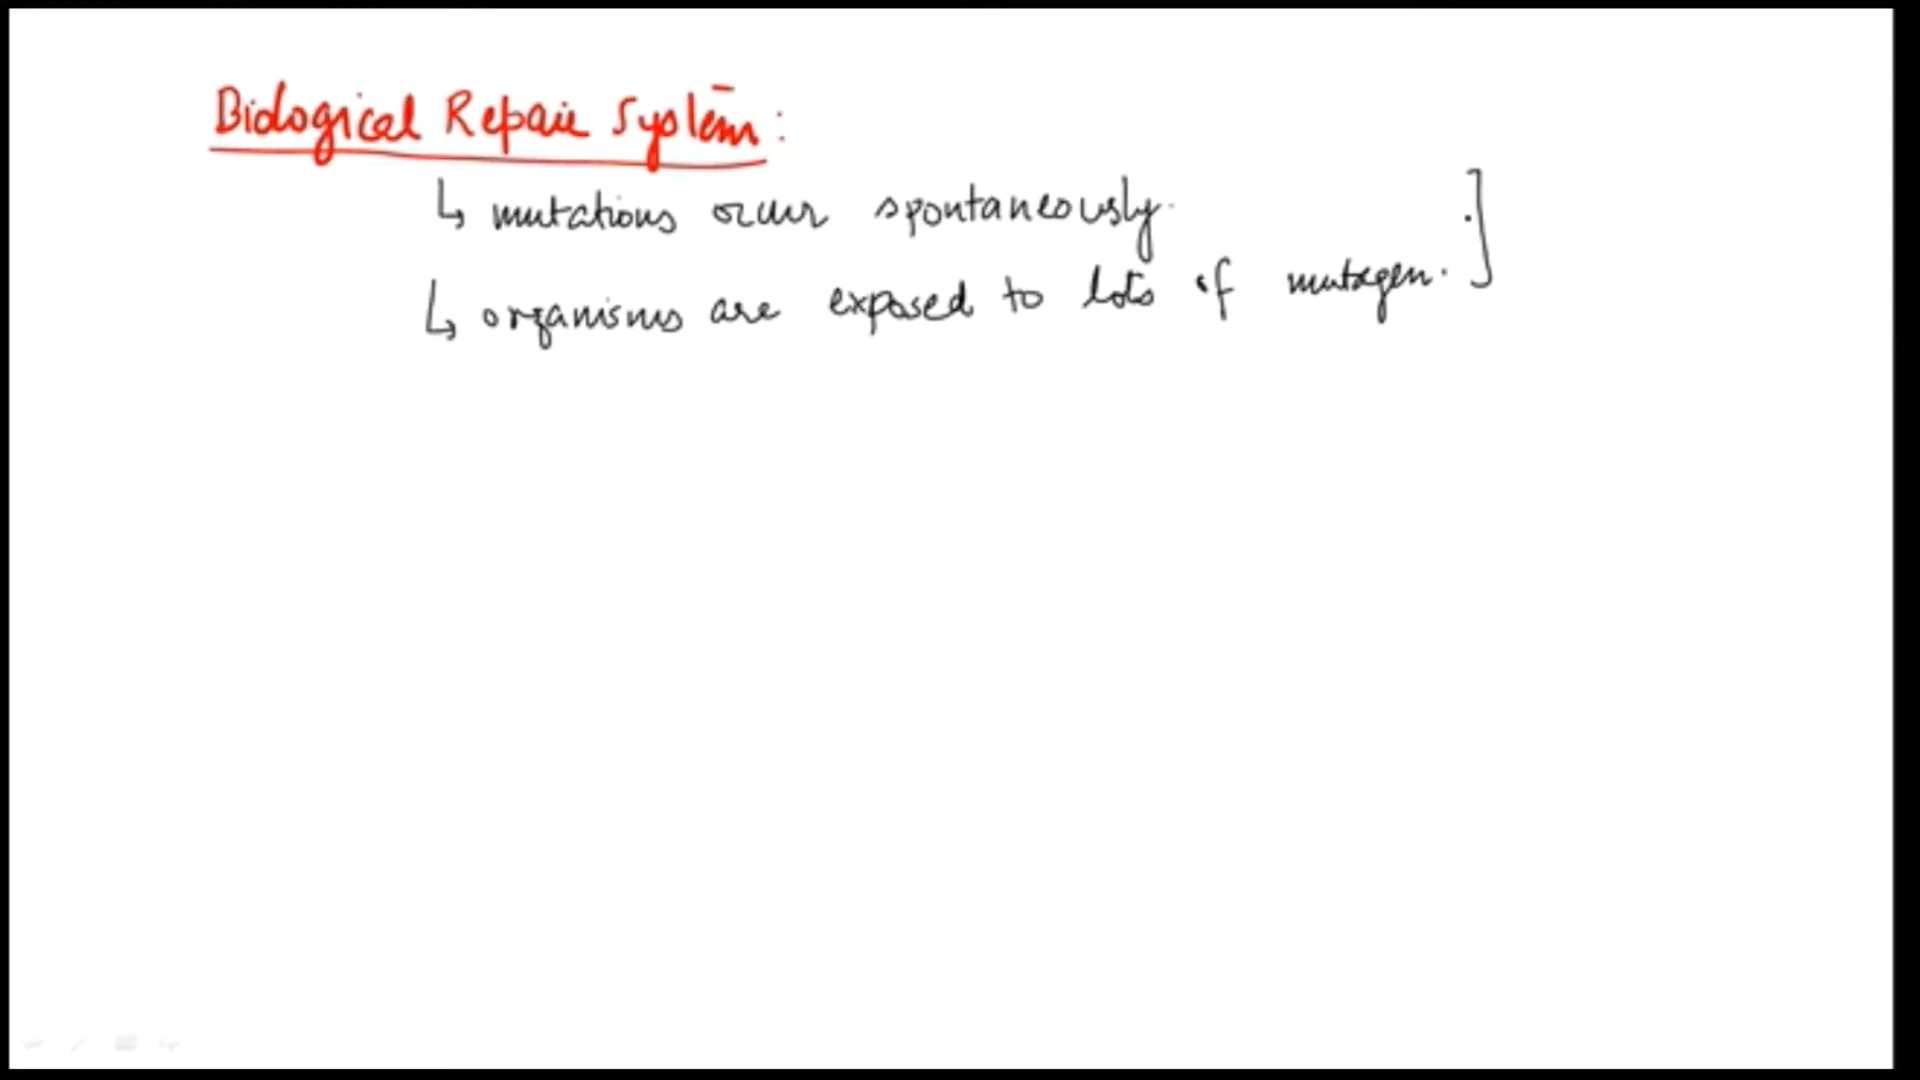 Biological Repair System:
↳ mutations occur spontaneously.
↳ organisms are exposed to lots of mutagen.